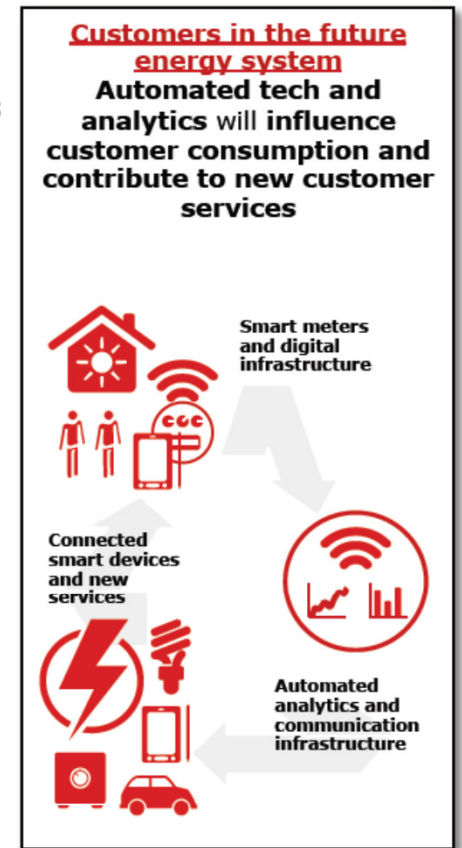 Customers in the future
energy system
Automated tech and
analytics will influence
customer consumption and
contribute to new customer
services
Smart meters
and digital
infrastructure
Connected
smart devices
and new
services
Automated
analytics and
communication
infrastructure